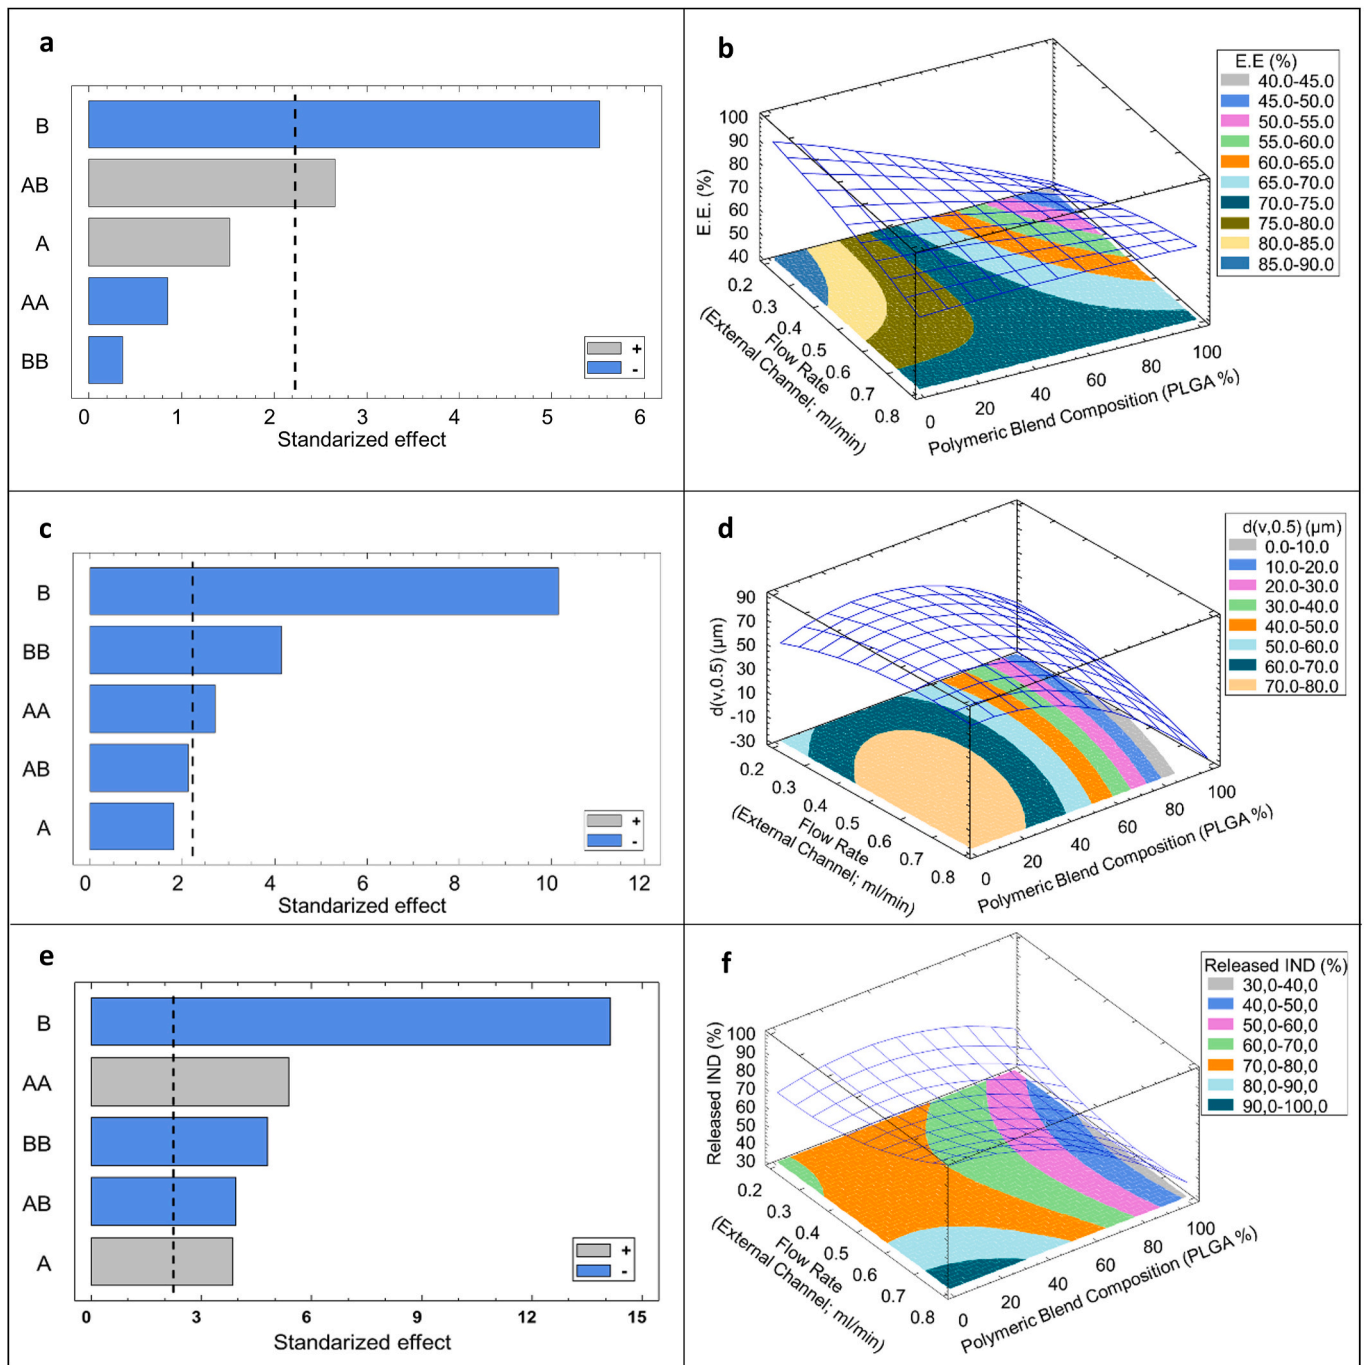 a
B
AB
A
AA
BB
+
-
0 1 2 3 4 5 6
Standarized effect
b
E.E (%)
40.0-45.0
45.0-50.0
50.0-55.0
55.0-60.0
60.0-65.0
65.0-70.0
70.0-75.0
75.0-80.0
80.0-85.0
85.0-90.0
E.E. (%)
100
90
80
70
60
50
40
0.2
0.3
0.4
0.5
0.6
0.7
0.8
Flow Rate
(External Channel; ml/min)
0 20 40 60 80 100
Polymeric Blend Composition (PLGA %)
c
B
BB
AA
AB
A
+
-
0 2 4 6 8 10 12
Standarized effect
d
d(v,0.5) (µm)
0.0-10.0
10.0-20.0
20.0-30.0
30.0-40.0
40.0-50.0
50.0-60.0
60.0-70.0
70.0-80.0
d(v,0.5) (µm)
90
70
50
30
10
-10
-30
0.2
0.3
0.4
0.5
0.6
0.7
0.8
Flow Rate
(External Channel; ml/min)
0 20 40 60 80 100
Polymeric Blend Composition (PLGA %)
e
B
AA
BB
AB
A
+
-
0 3 6 9 12 15
Standarized effect
f
Released IND (%)
30,0-40,0
40,0-50,0
50,0-60,0
60,0-70,0
70,0-80,0
80,0-90,0
90,0-100,0
Released IND (%)
100
90
80
70
60
50
40
30
0.2
0.3
0.4
0.5
0.6
0.7
0.8
Flow Rate
(External Channel; ml/min)
0 20 40 60 80 100
Polymeric Blend Composition (PLGA %)